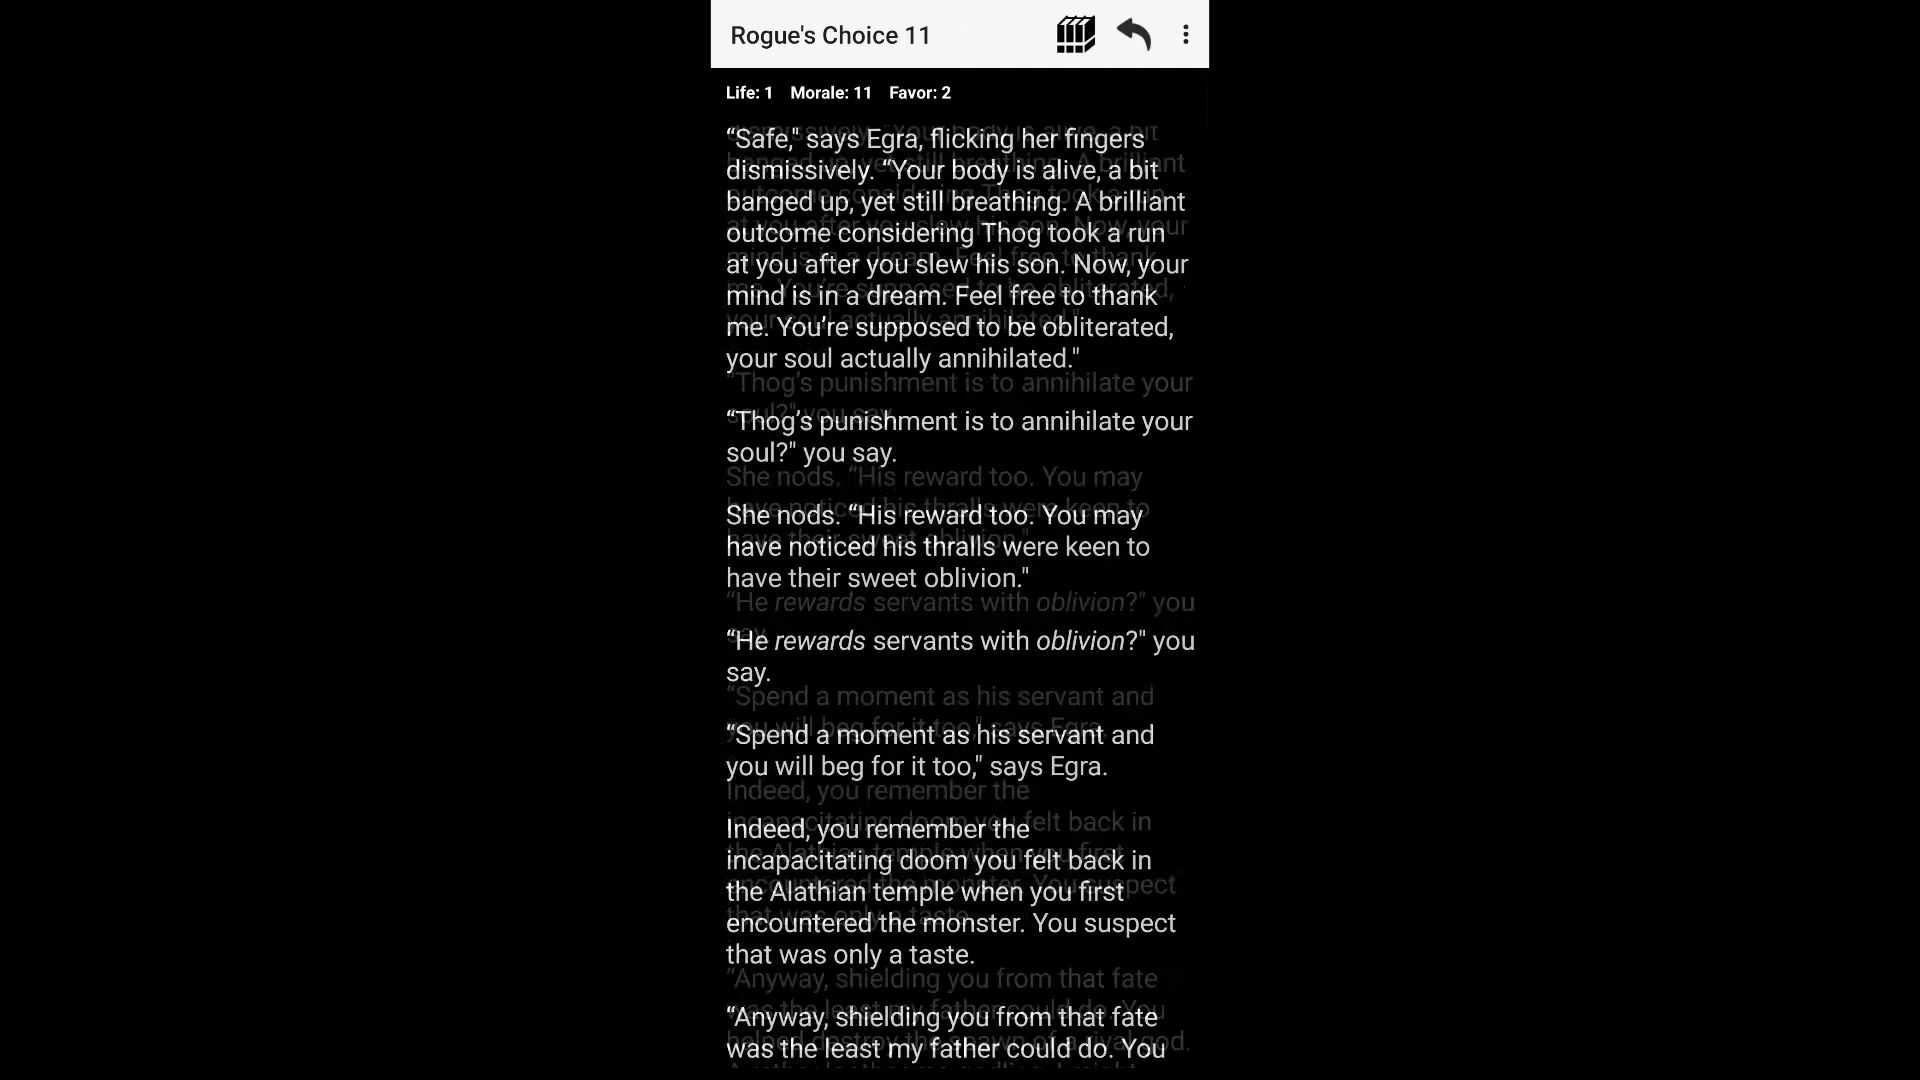 Rogue's Choice 11
Life: 1 Morale: 11 Favor: 2
“Safe," says Egra, flicking her fingers
dismissively. “Your body is alive, a bit
banged up, yet still breathing. A brilliant
outcome considering Thog took a run
at you after you slew his son. Now, your
mind is in a dream. Feel free to thank
me. You’re supposed to be obliterated,
your soul actually annihilated."
“Thog’s punishment is to annihilate your
soul?" you say.
She nods. “His reward too. You may
have noticed his thralls were keen to
have their sweet oblivion."
“He rewards servants with oblivion?" you
say.
“Spend a moment as his servant and
you will beg for it too," says Egra.
Indeed, you remember the
incapacitating doom you felt back in
the Alathian temple when you first
encountered the monster. You suspect
that was only a taste.
“Anyway, shielding you from that fate
was the least my father could do. You